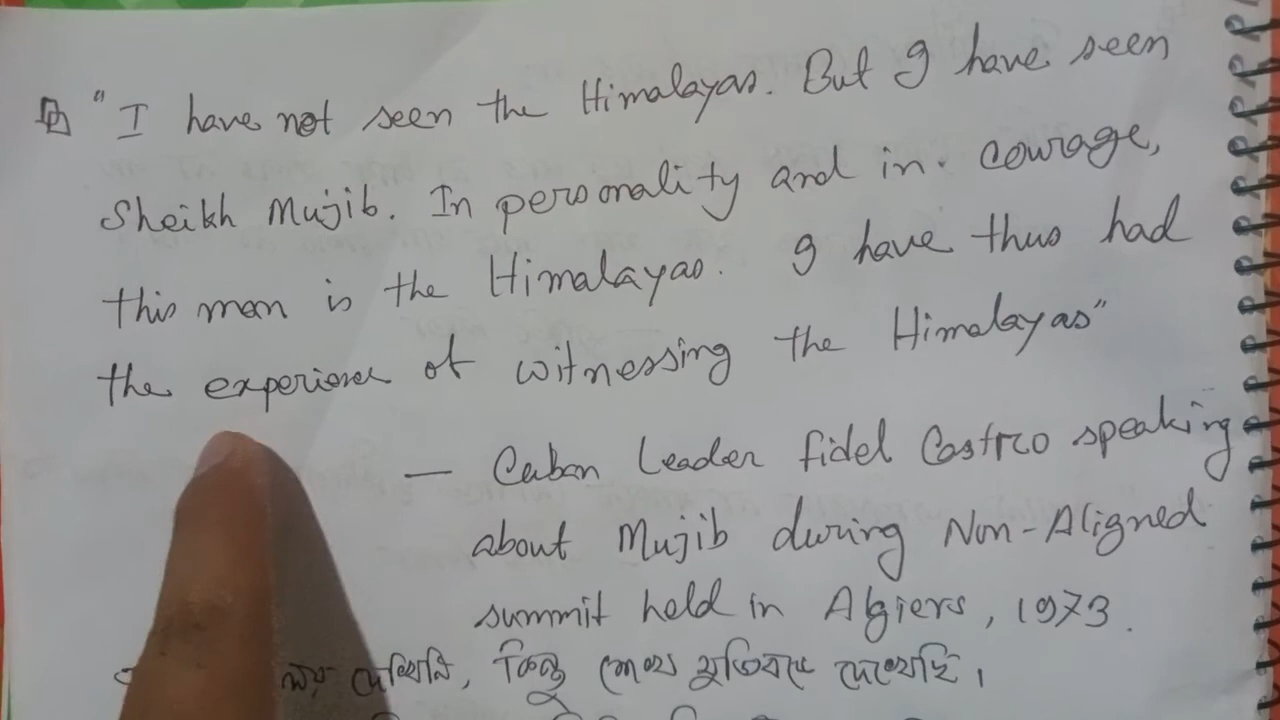 "I have not seen the Himalayas. But I have seen
Sheikh Mujib. In personality and in courage,
this man is the Himalayas. I have thus had
the experience of witnessing the Himalayas"
— Cuban leader fidel Castro speaking
about Mujib during Non-Aligned
summit held in Algiers, 1973.
দেখিনি, কিন্তু শেখ মুজিবকে দেখেছি।